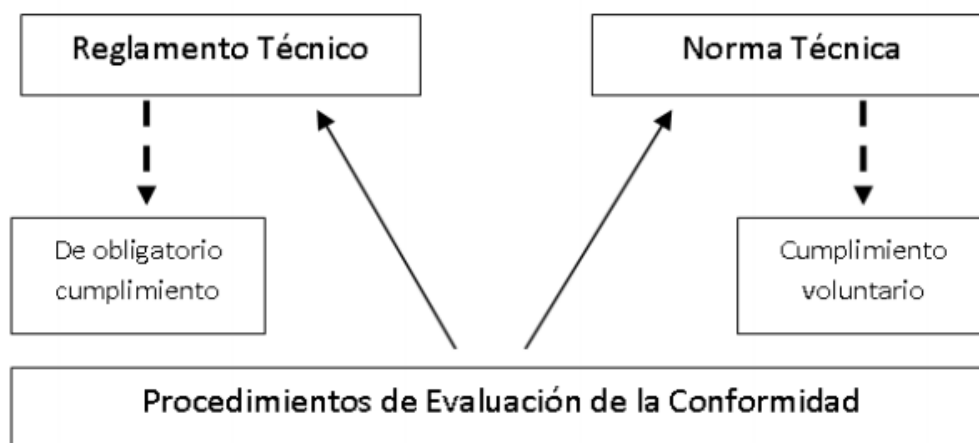 Reglamento Técnico
Norma Técnica
De obligatorio
cumplimiento
Cumplimiento
voluntario
Procedimientos de Evaluación de la Conformidad